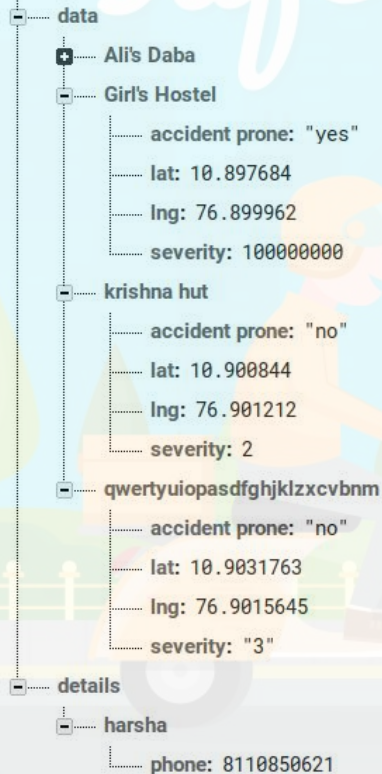 data
Ali's Daba
Girl's Hostel
accident prone: "yes"
lat: 10.897684
lng: 76.899962
severity: 100000000
krishna hut
accident prone: "no"
lat: 10.900844
lng: 76.901212
severity: 2
qwertyuiopasdfghjklzxcvbnm
accident prone: "no"
lat: 10.9031763
lng: 76.9015645
severity: "3"
details
harsha
phone: 8110850621